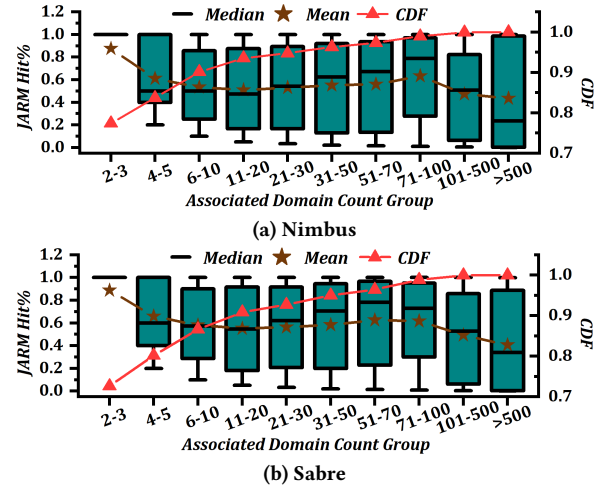 Median Mean CDF
1.2
1.0
0.8
0.6
0.4
0.2
0.0
JARM Hit%
1.0
0.9
0.8
0.7
CDF
2-3 4-5 6-10 11-20 21-30 31-50 51-70 71-100 101-500 >500
Associated Domain Count Group
(a) Nimbus
Median Mean CDF
1.2
1.0
0.8
0.6
0.4
0.2
0.0
JARM Hit%
1.0
0.9
0.8
0.7
CDF
2-3 4-5 6-10 11-20 21-30 31-50 51-70 71-100 101-500 >500
Associated Domain Count Group
(b) Sabre